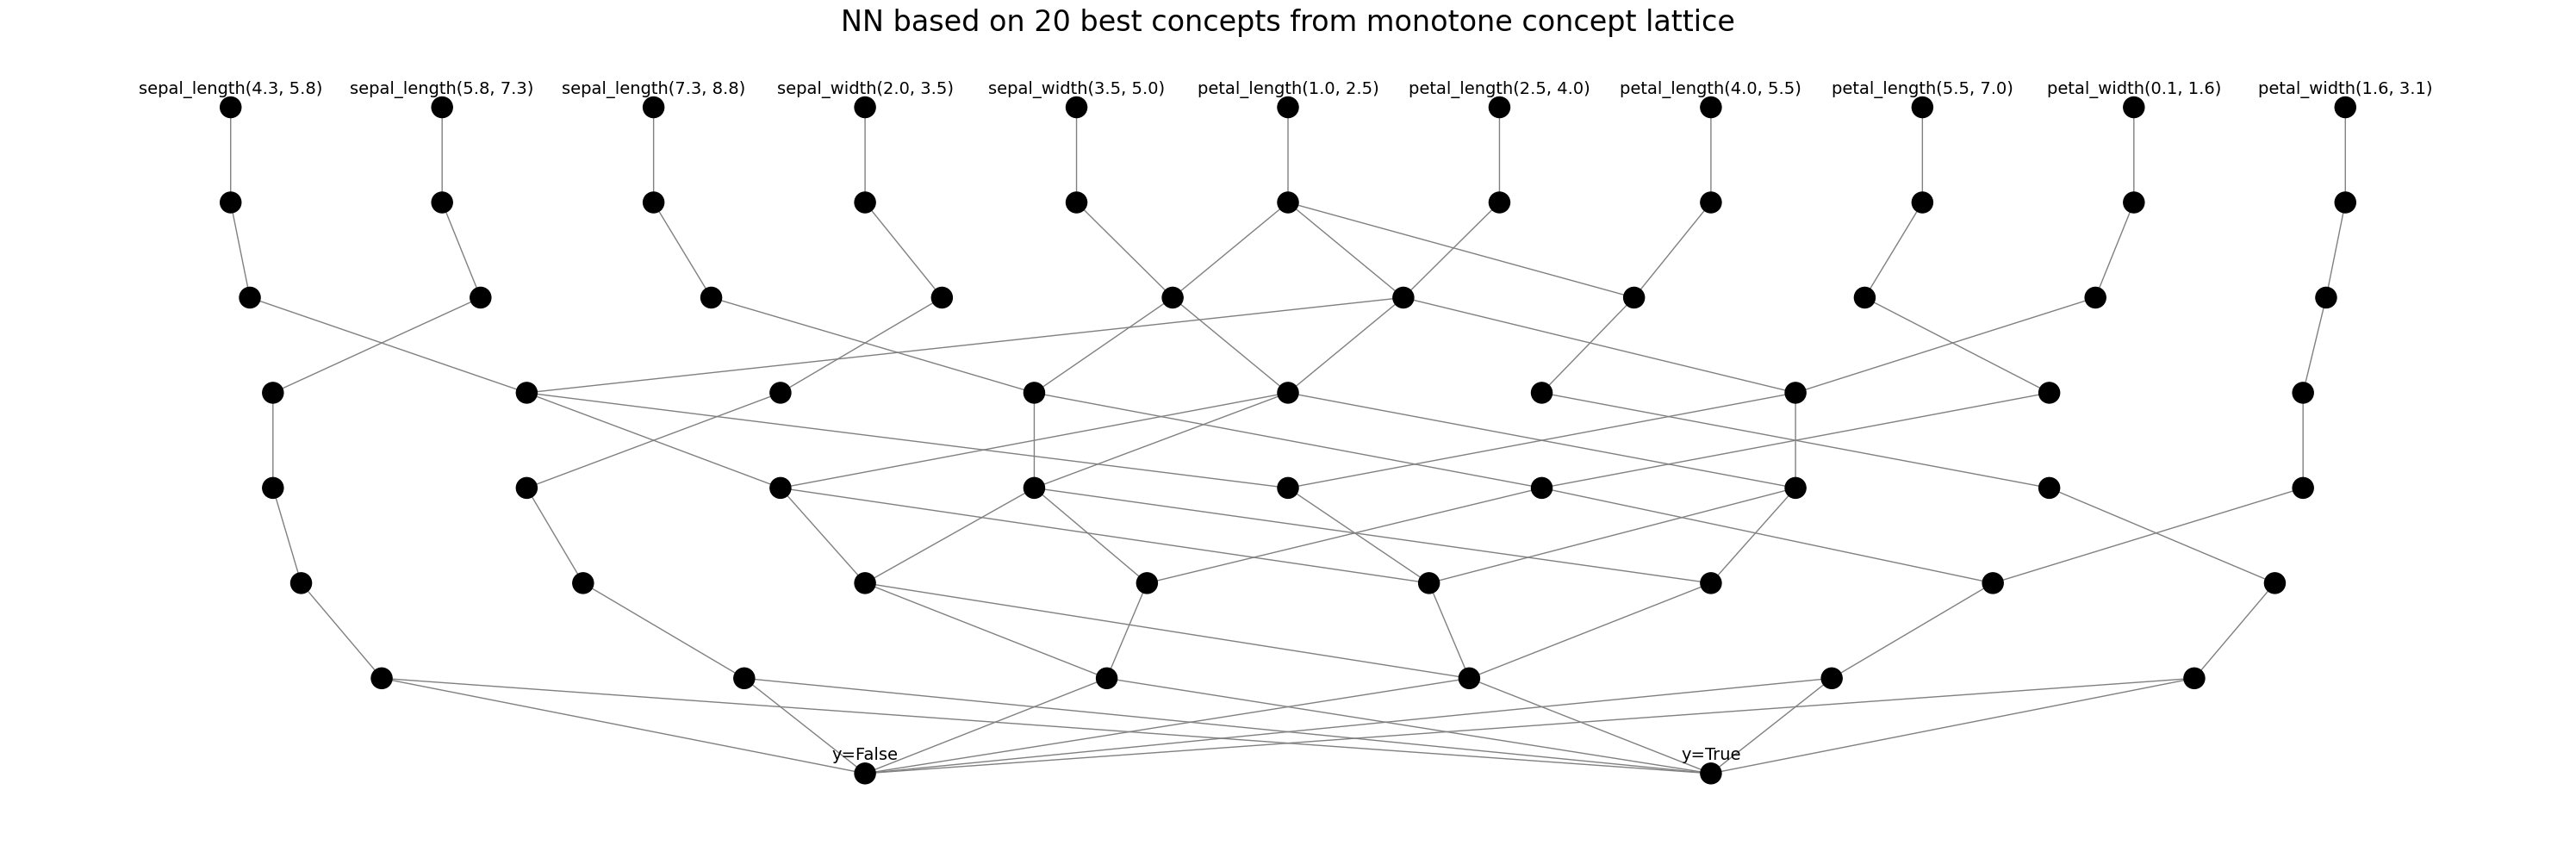 NN based on 20 best concepts from monotone concept lattice
sepal_length(4.3, 5.8) sepal_length(5.8, 7.3) sepal_length(7.3, 8.8) sepal_width(2.0, 3.5) sepal_width(3.5, 5.0) petal_length(1.0, 2.5) petal_length(2.5, 4.0) petal_length(4.0, 5.5) petal_length(5.5, 7.0) petal_width(0.1, 1.6) petal_width(1.6, 3.1)
y=False y=True